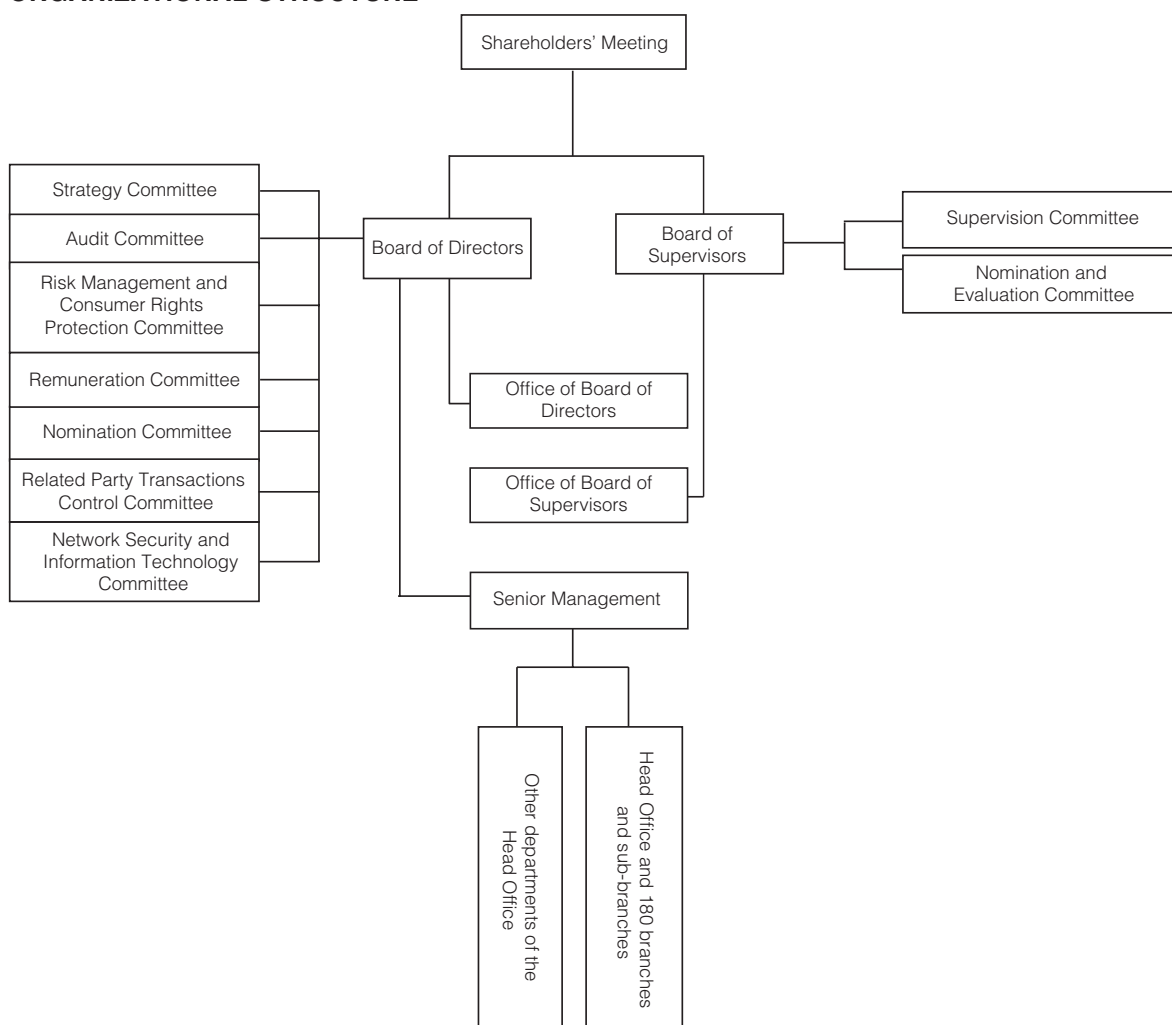 Shareholders' Meeting
Strategy Committee
Audit Committee
Risk Management and
Consumer Rights
Protection Committee
Remuneration Committee
Nomination Committee
Related Party Transactions
Control Committee
Network Security and
Information Technology
Committee
Board of Directors
Board of
Supervisors
Supervision Committee
Nomination and
Evaluation Committee
Office of Board of
Directors
Office of Board of
Supervisors
Senior Management
Other departments of the
Head Office
Head Office and 180 branches
and sub-branches